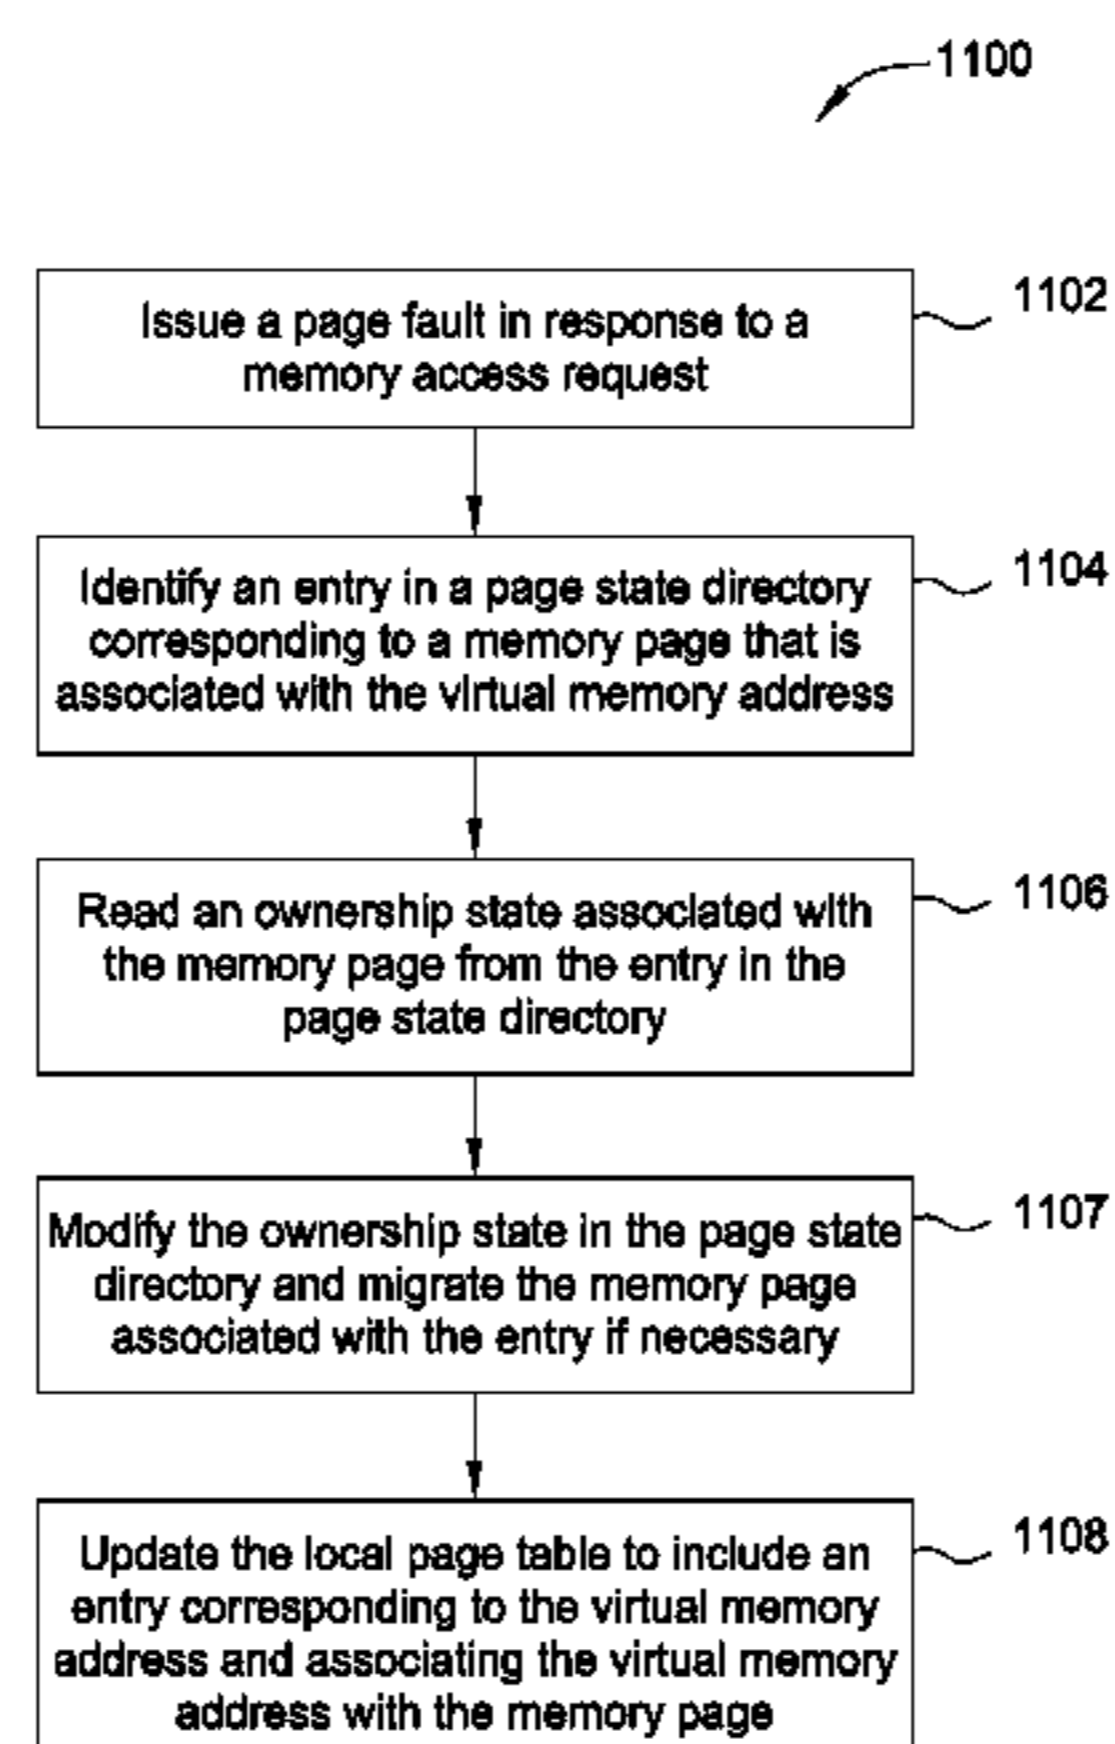 1100
Issue a page fault in response to a
memory access request
1102
Identify an entry in a page state directory
corresponding to a memory page that is
associated with the virtual memory address
1104
Read an ownership state associated with
the memory page from the entry in the
page state directory
1106
Modify the ownership state in the page state
directory and migrate the memory page
associated with the entry if necessary
1107
Update the local page table to include an
entry corresponding to the virtual memory
address and associating the virtual memory
address with the memory page
1108